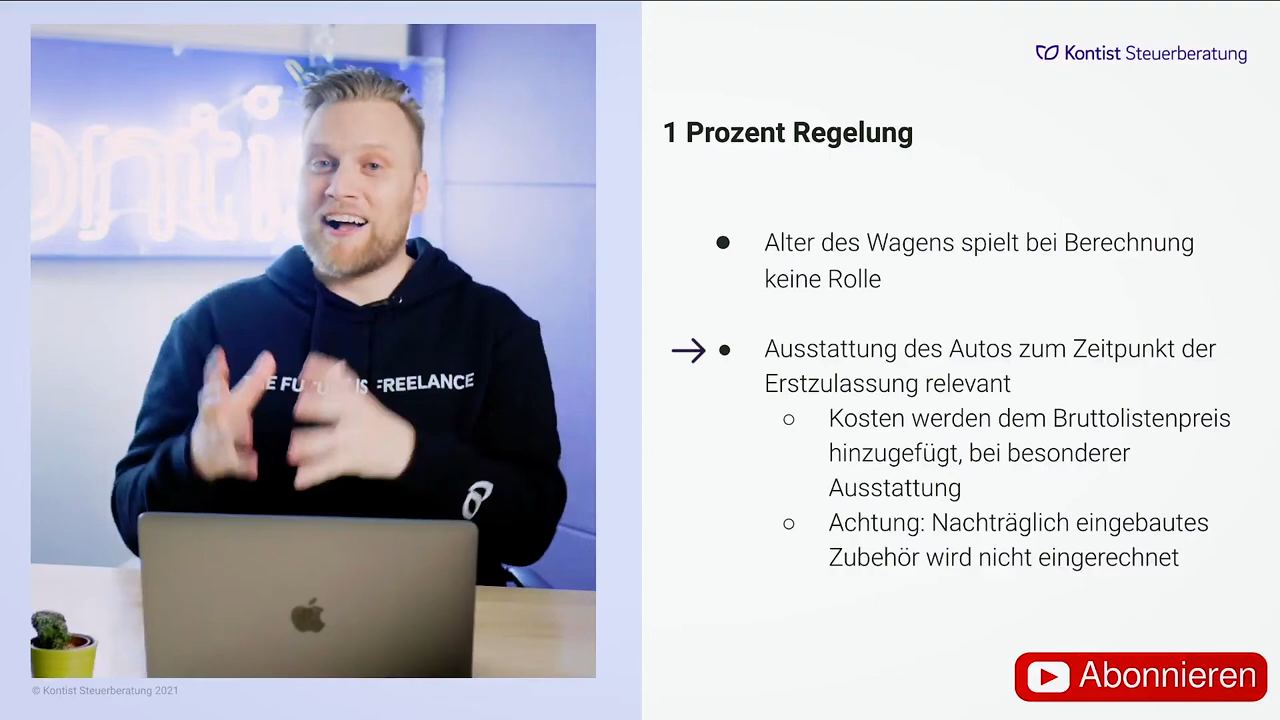 Kontist Steuerberatung
1 Prozent Regelung
● Alter des Wagens spielt bei Berechnung
keine Rolle
→ ● Ausstattung des Autos zum Zeitpunkt der
Erstzulassung relevant
○ Kosten werden dem Bruttolistenpreis
hinzugefügt, bei besonderer
Ausstattung
○ Achtung: Nachträglich eingebautes
Zubehör wird nicht eingerechnet
IS FREELANCE
© Kontist Steuerberatung 2021
Abonnieren